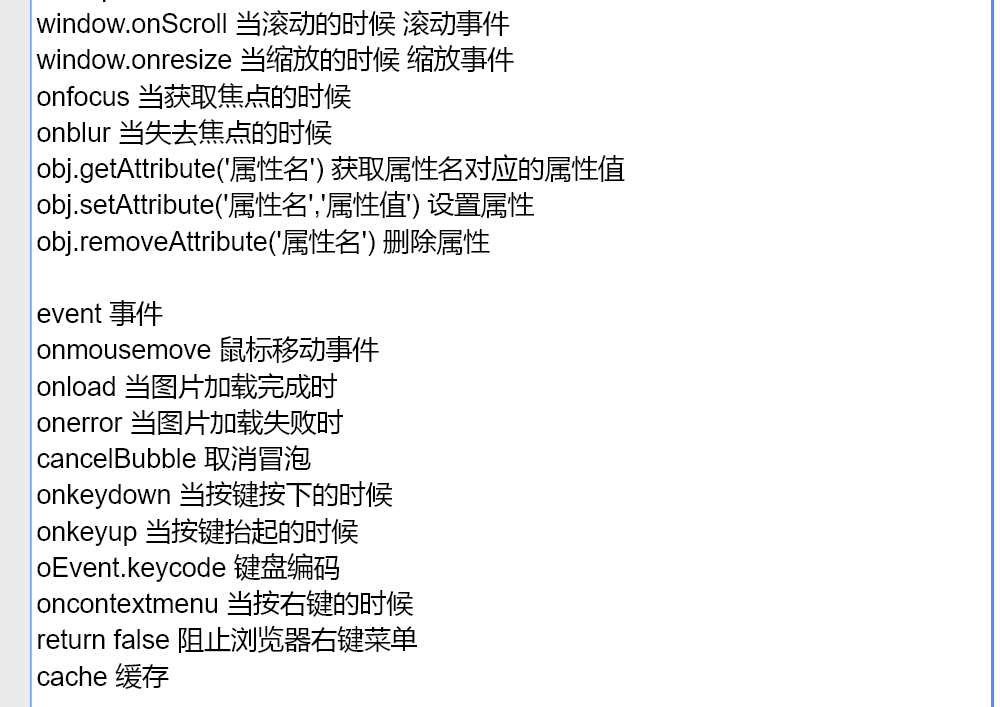 window.onScroll 当滚动的时候 滚动事件
window.onresize 当缩放的时候 缩放事件
onfocus 当获取焦点的时候
onblur 当失去焦点的时候
obj.getAttribute('属性名') 获取属性名对应的属性值
obj.setAttribute('属性名','属性值') 设置属性
obj.removeAttribute('属性名') 删除属性
event 事件
onmousemove 鼠标移动事件
onload 当图片加载完成时
onerror 当图片加载失败时
cancelBubble 取消冒泡
onkeydown 当按键按下的时候
onkeyup 当按键抬起的时候
oEvent.keycode 键盘编码
oncontextmenu 当按右键的时候
return false 阻止浏览器右键菜单
cache 缓存